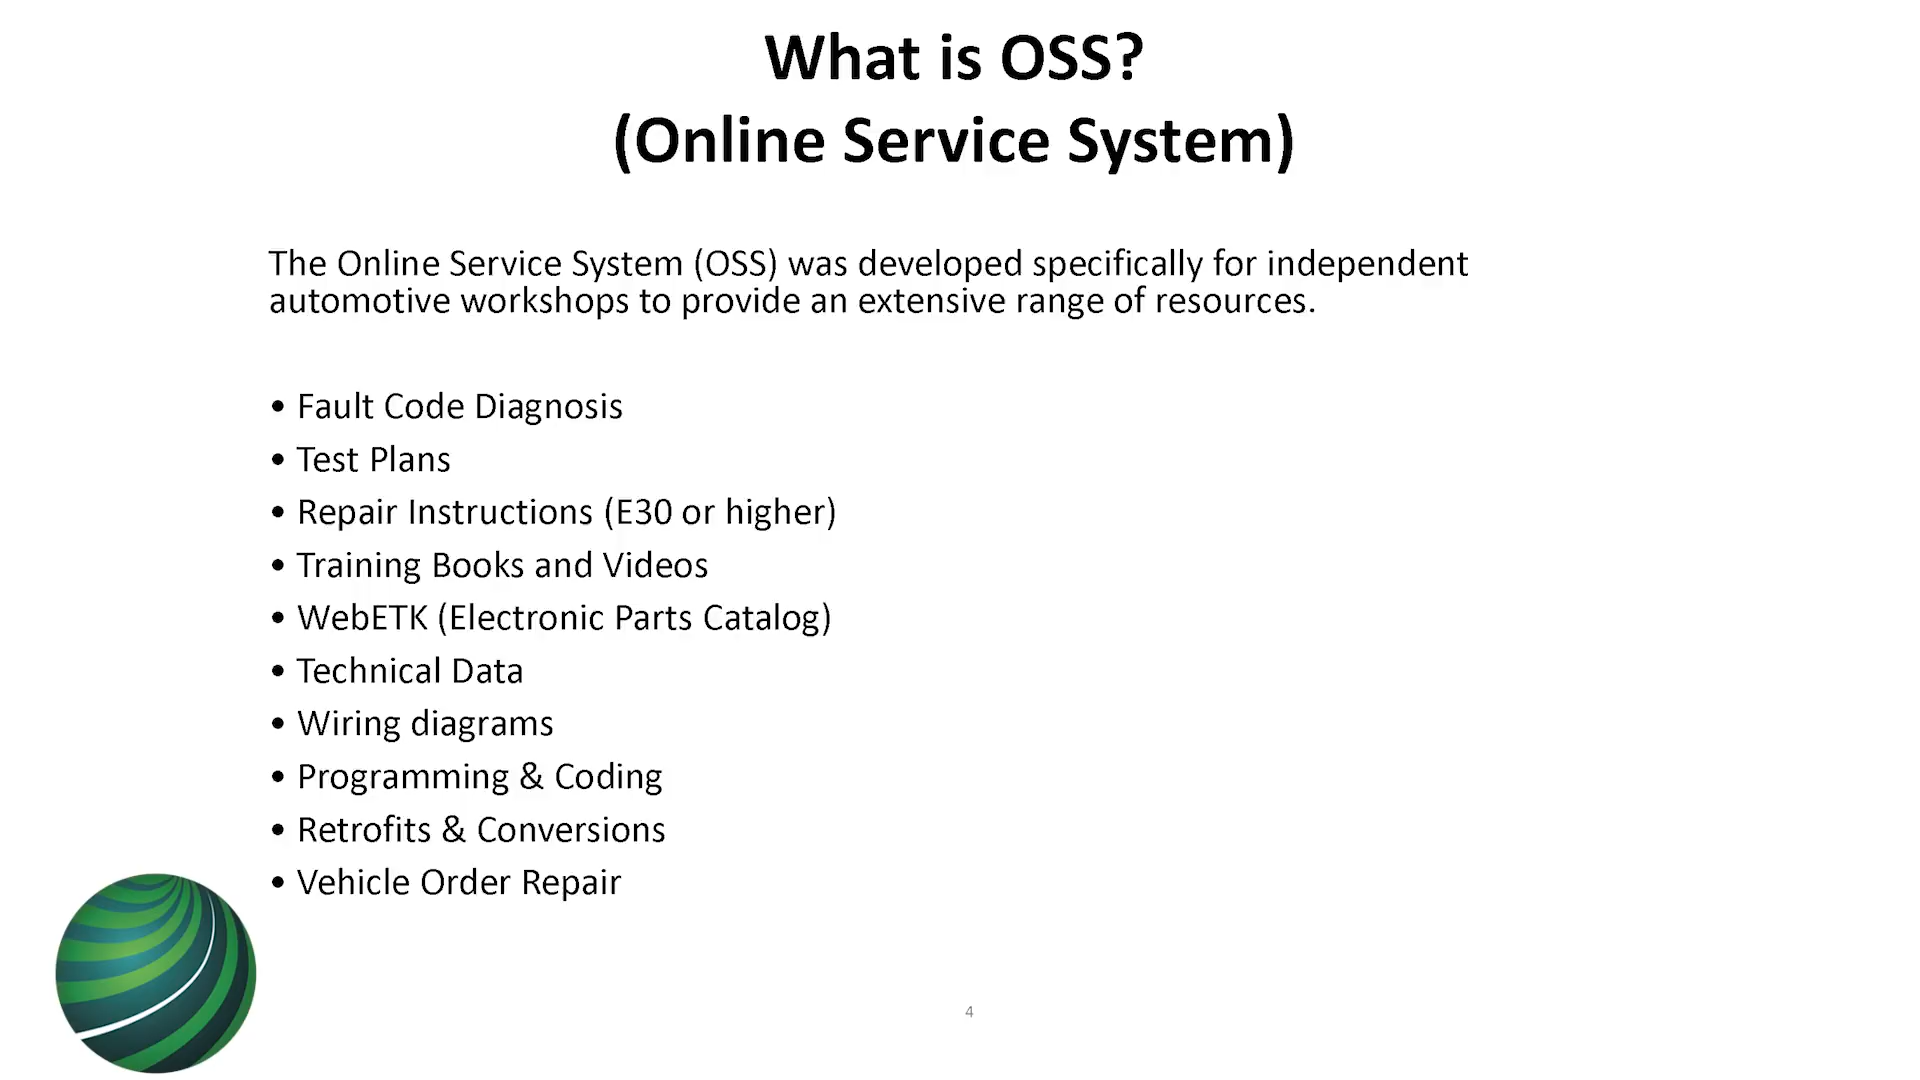 What is OSS?
(Online Service System)
The Online Service System (OSS) was developed specifically for independent
automotive workshops to provide an extensive range of resources.
• Fault Code Diagnosis
• Test Plans
• Repair Instructions (E30 or higher)
• Training Books and Videos
• WebETK (Electronic Parts Catalog)
• Technical Data
• Wiring diagrams
• Programming & Coding
• Retrofits & Conversions
• Vehicle Order Repair
4